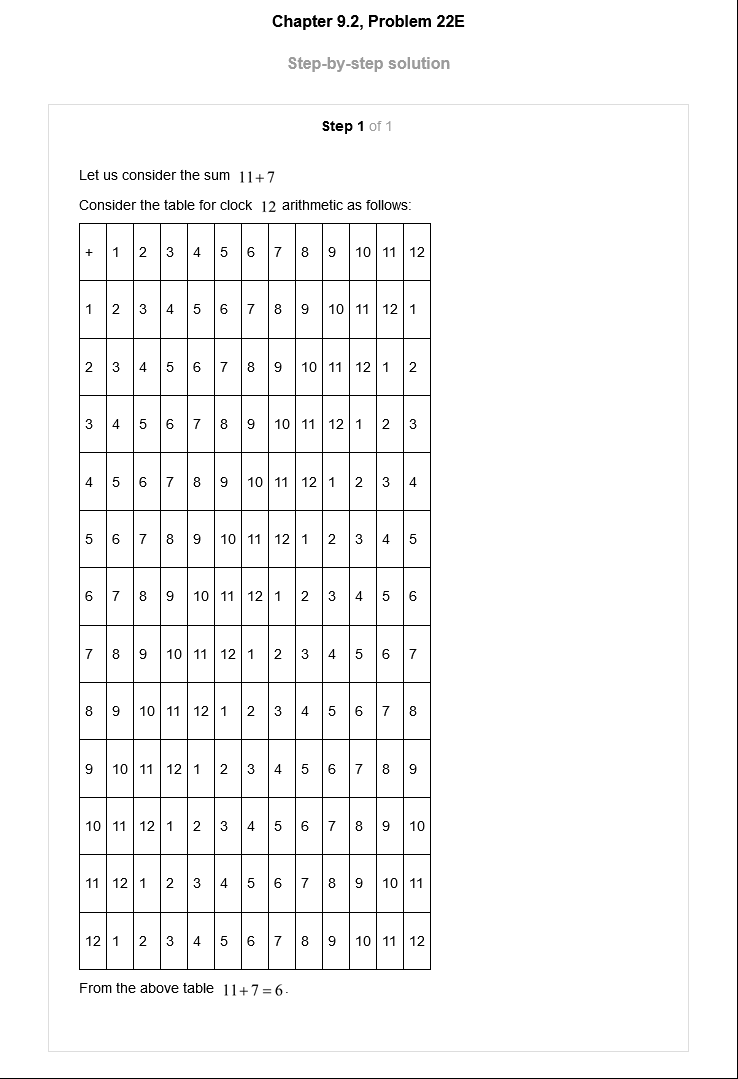 Chapter 9.2, Problem 22E
Step-by-step solution
Step 1 of 1
Let us consider the sum 11+7
Consider the table for clock 12 arithmetic as follows:
+ 1 2 3 4 5 6 7 8 9 10 11 12
1 2 3 4 5 6 7 8 9 10 11 12 1
2 3 4 5 6 7 8 9 10 11 12 1 2
3 4 5 6 7 8 9 10 11 12 1 2 3
4 5 6 7 8 9 10 11 12 1 2 3 4
5 6 7 8 9 10 11 12 1 2 3 4 5
6 7 8 9 10 11 12 1 2 3 4 5 6
7 8 9 10 11 12 1 2 3 4 5 6 7
8 9 10 11 12 1 2 3 4 5 6 7 8
9 10 11 12 1 2 3 4 5 6 7 8 9
10 11 12 1 2 3 4 5 6 7 8 9 10
11 12 1 2 3 4 5 6 7 8 9 10 11
12 1 2 3 4 5 6 7 8 9 10 11 12
From the above table 11+7=6.